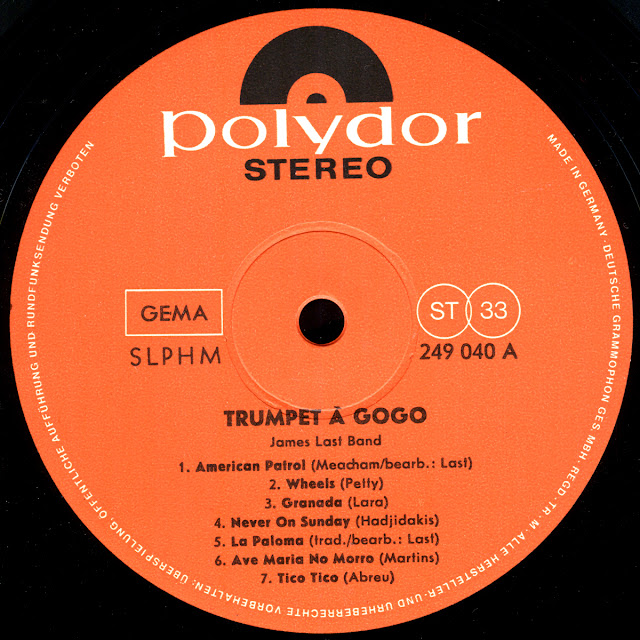 polydor
STEREO
GEMA
SLPHM
ST 33
249 040 A
TRUMPET À GOGO
James Last Band
1. American Patrol (Meacham/bearb.: Last)
2. Wheels (Petty)
3. Granada (Lara)
4. Never On Sunday (Hadjidakis)
5. La Paloma (trad./bearb.: Last)
6. Ave Maria No Morro (Martins)
7. Tico Tico (Abreu)
MADE IN GERMANY · DEUTSCHE GRAMMOPHON GES. MBH · REGD · TR · M · ALLE HERSTELLER- UND URHEBERRECHTE VORBEHALTEN: ÜBERSPIELUNG, ÖFFENTLICHE AUFFÜHRUNG UND RUNDFUNKSENDUNG VERBOTEN